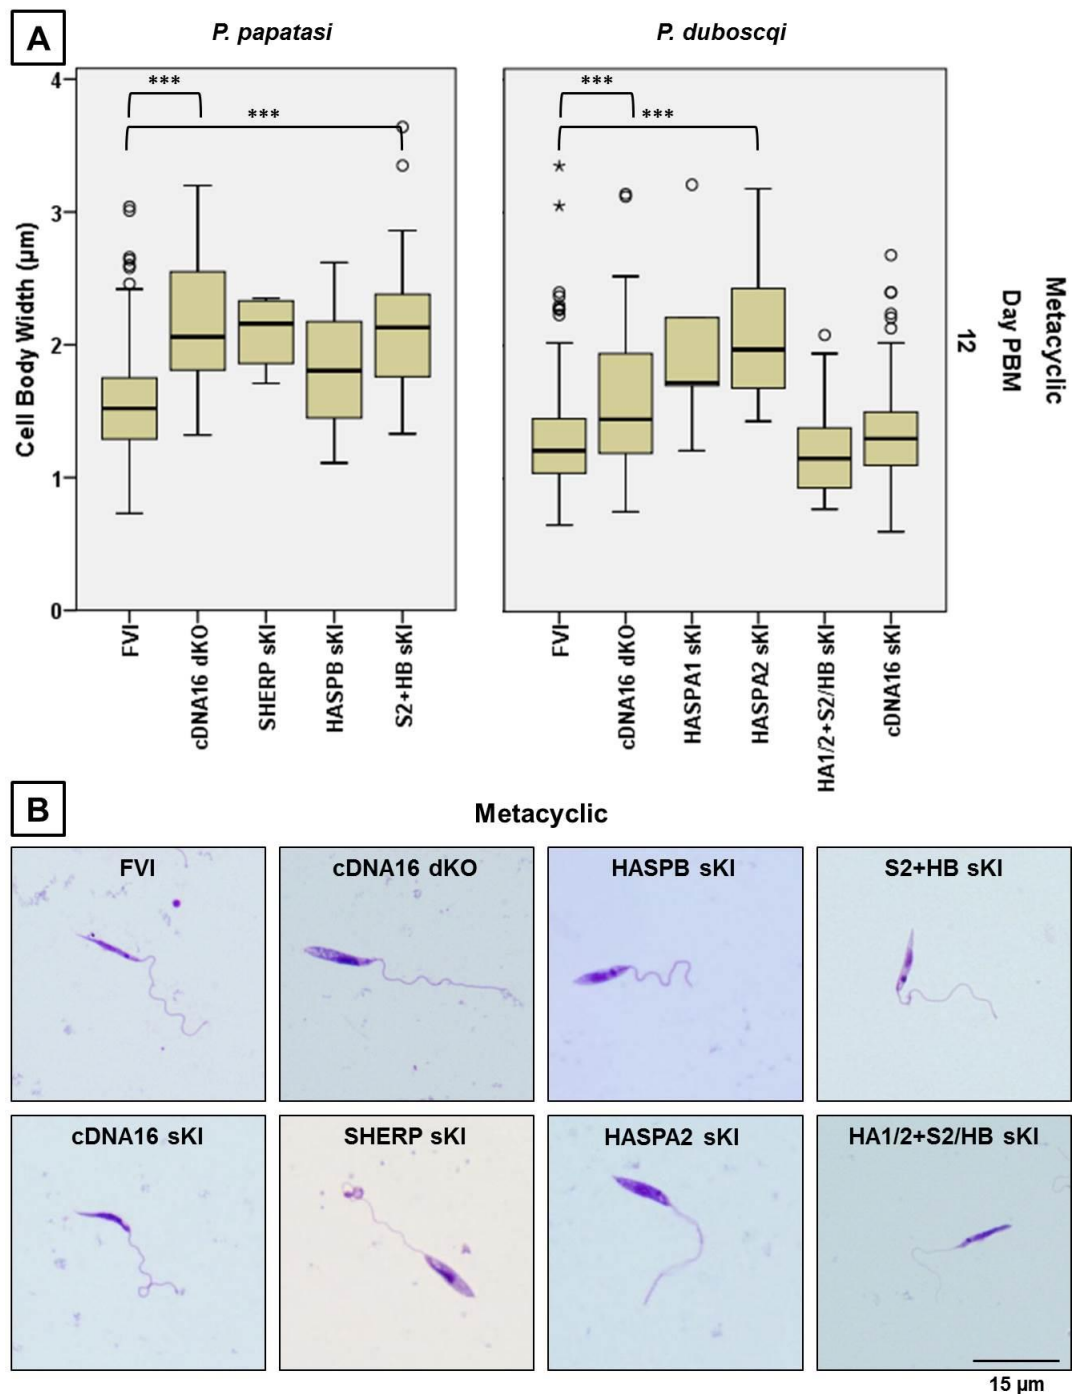 A
P. papatasi
P. duboscqi
***
***
***
***
4
3
2
1
0
Cell Body Width (µm)
*
*
Metacyclic
Day PBM
12
FVI
cDNA16 dKO
SHERP sKI
HASPB sKI
S2+HB sKI
FVI
cDNA16 dKO
HASPA1 sKI
HASPA2 sKI
HA1/2+S2/HB sKI
cDNA16 sKI
B
Metacyclic
FVI
cDNA16 dKO
HASPB sKI
S2+HB sKI
cDNA16 sKI
SHERP sKI
HASPA2 sKI
HA1/2+S2/HB sKI
15 µm